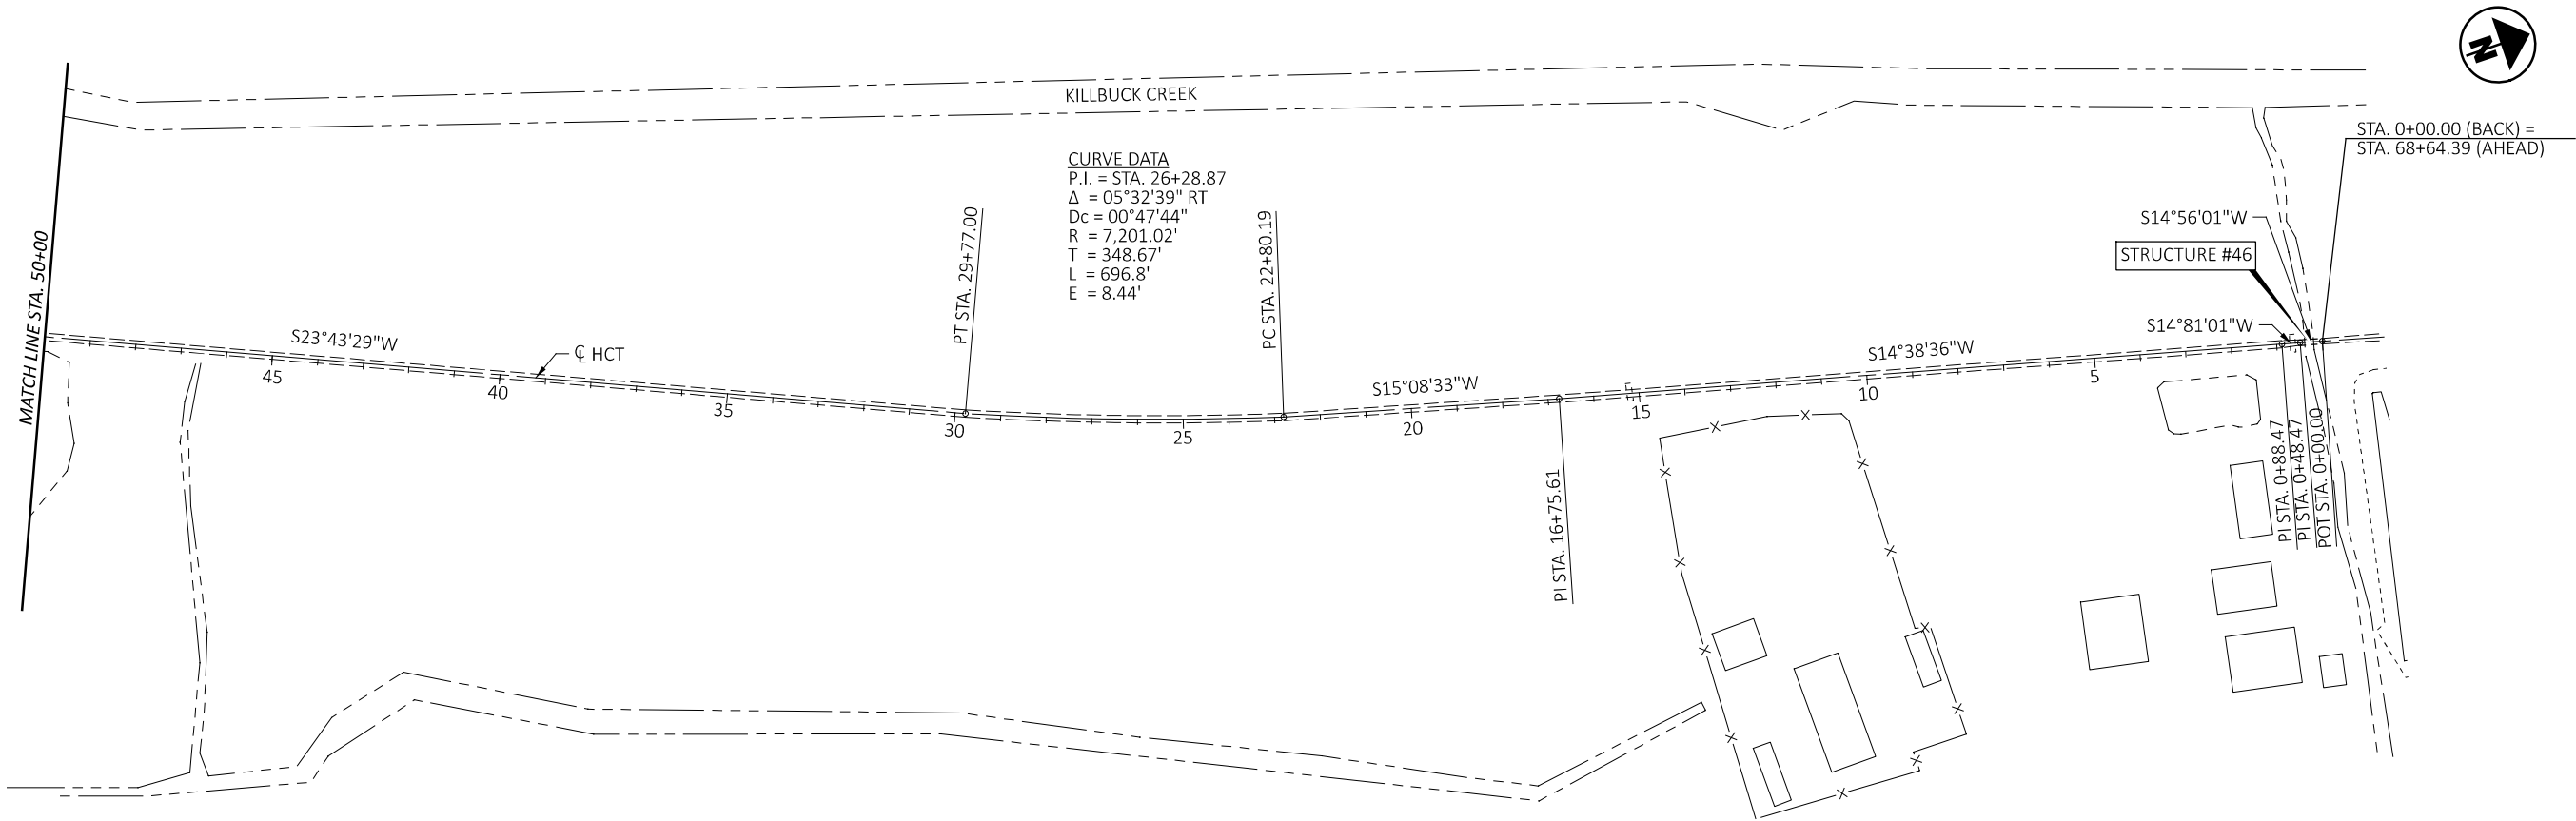 N
KILLBUCK CREEK
STA. 0+00.00 (BACK) =
STA. 68+64.39 (AHEAD)
CURVE DATA
P.I. = STA. 26+28.87
Δ = 05°32'39" RT
Dc = 00°47'44"
R = 7,201.02'
T = 348.67'
L = 696.8'
E = 8.44'
PT STA. 29+77.00
PC STA. 22+80.19
S14°56'01"W
STRUCTURE #46
S14°81'01"W
MATCH LINE STA. 50+00
S23°43'29"W
℄ HCT
S15°08'33"W
S14°38'36"W
45
40
35
30
25
20
15
10
5
PI STA. 16+75.61
PI STA. 0+88.47
PI STA. 0+48.47
POT STA. 0+00.00